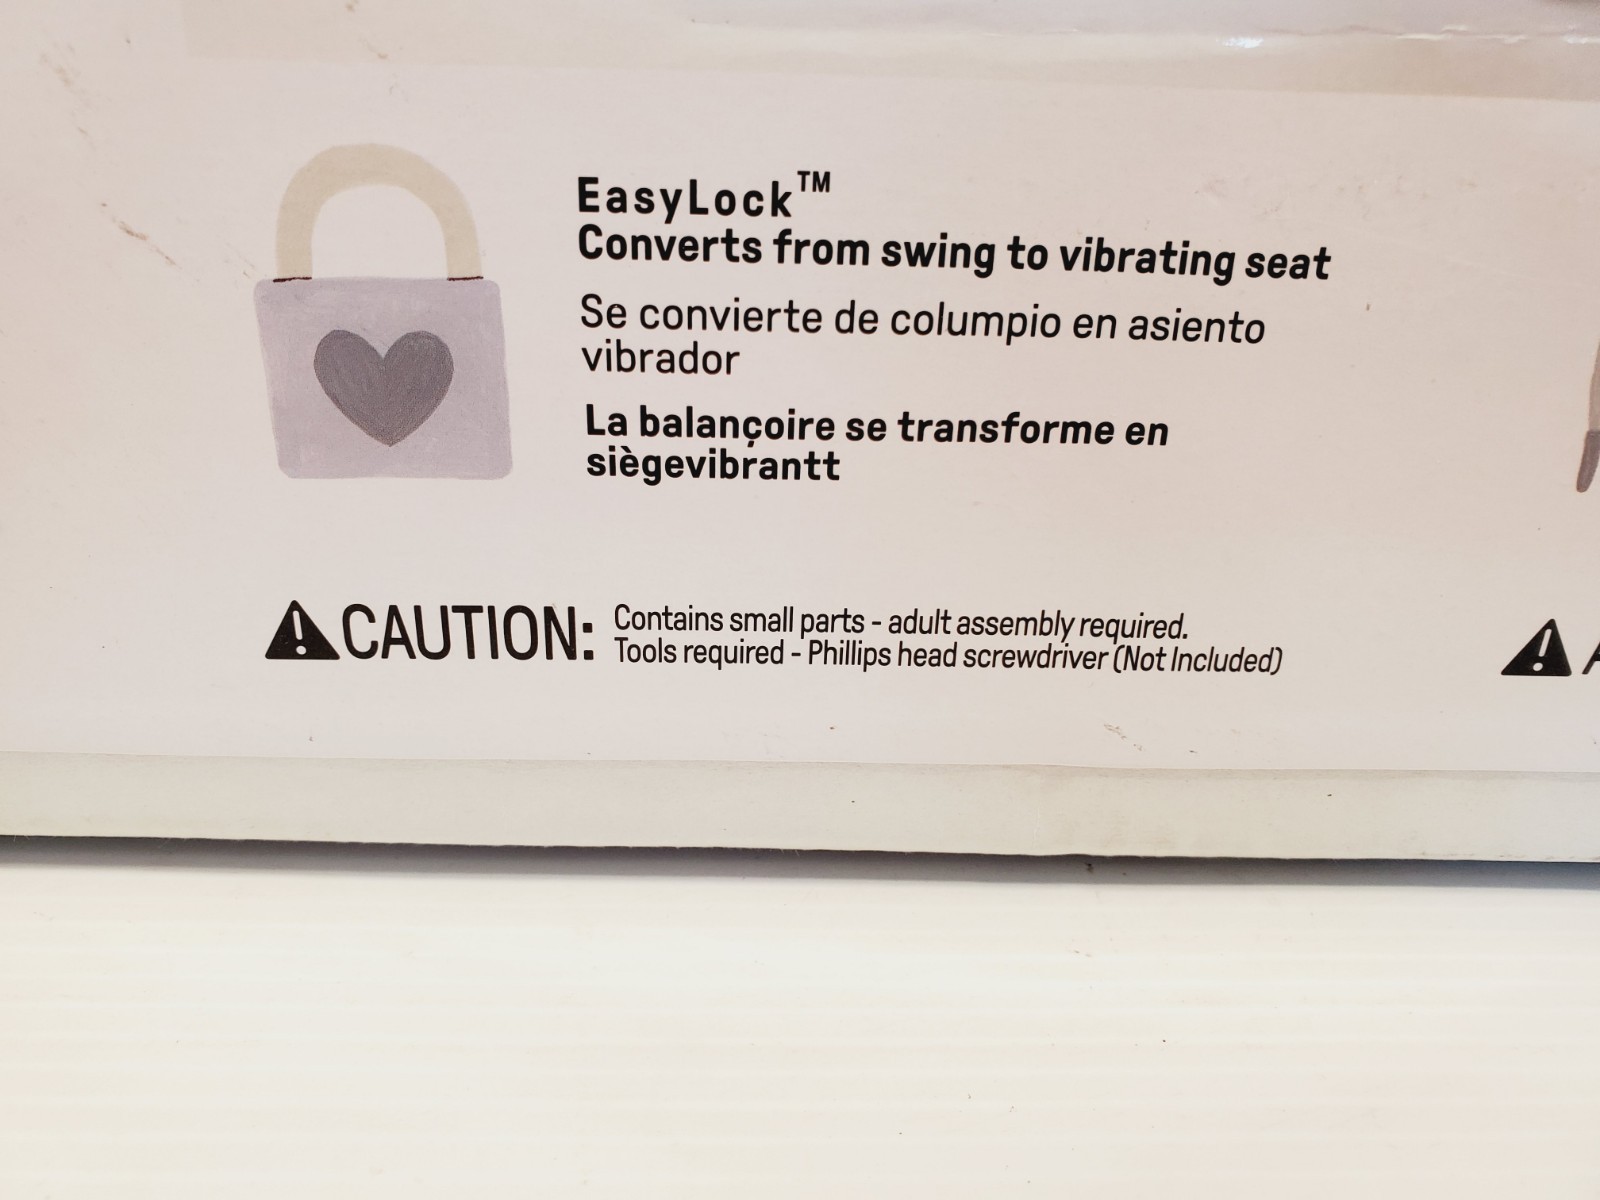 EasyLock™
Converts from swing to vibrating seat
Se convierte de columpio en asiento
vibrador
La balançoire se transforme en
siègevibrantt
CAUTION: Contains small parts - adult assembly required.
Tools required - Phillips head screwdriver (Not Included)